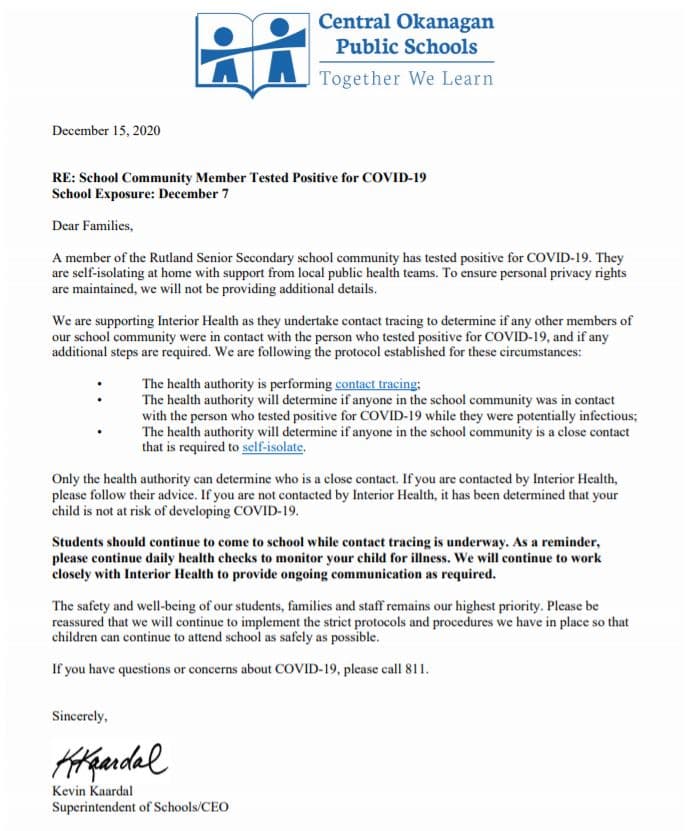 Central Okanagan
Public Schools
Together We Learn
December 15, 2020
RE: School Community Member Tested Positive for COVID-19
School Exposure: December 7
Dear Families,
A member of the Rutland Senior Secondary school community has tested positive for COVID-19. They
are self-isolating at home with support from local public health teams. To ensure personal privacy rights
are maintained, we will not be providing additional details.
We are supporting Interior Health as they undertake contact tracing to determine if any other members of
our school community were in contact with the person who tested positive for COVID-19, and if any
additional steps are required. We are following the protocol established for these circumstances:
• The health authority is performing contact tracing;
• The health authority will determine if anyone in the school community was in contact
with the person who tested positive for COVID-19 while they were potentially infectious;
• The health authority will determine if anyone in the school community is a close contact
that is required to self-isolate.
Only the health authority can determine who is a close contact. If you are contacted by Interior Health,
please follow their advice. If you are not contacted by Interior Health, it has been determined that your
child is not at risk of developing COVID-19.
Students should continue to come to school while contact tracing is underway. As a reminder,
please continue daily health checks to monitor your child for illness. We will continue to work
closely with Interior Health to provide ongoing communication as required.
The safety and well-being of our students, families and staff remains our highest priority. Please be
reassured that we will continue to implement the strict protocols and procedures we have in place so that
children can continue to attend school as safely as possible.
If you have questions or concerns about COVID-19, please call 811.
Sincerely,
KKaardal
Kevin Kaardal
Superintendent of Schools/CEO